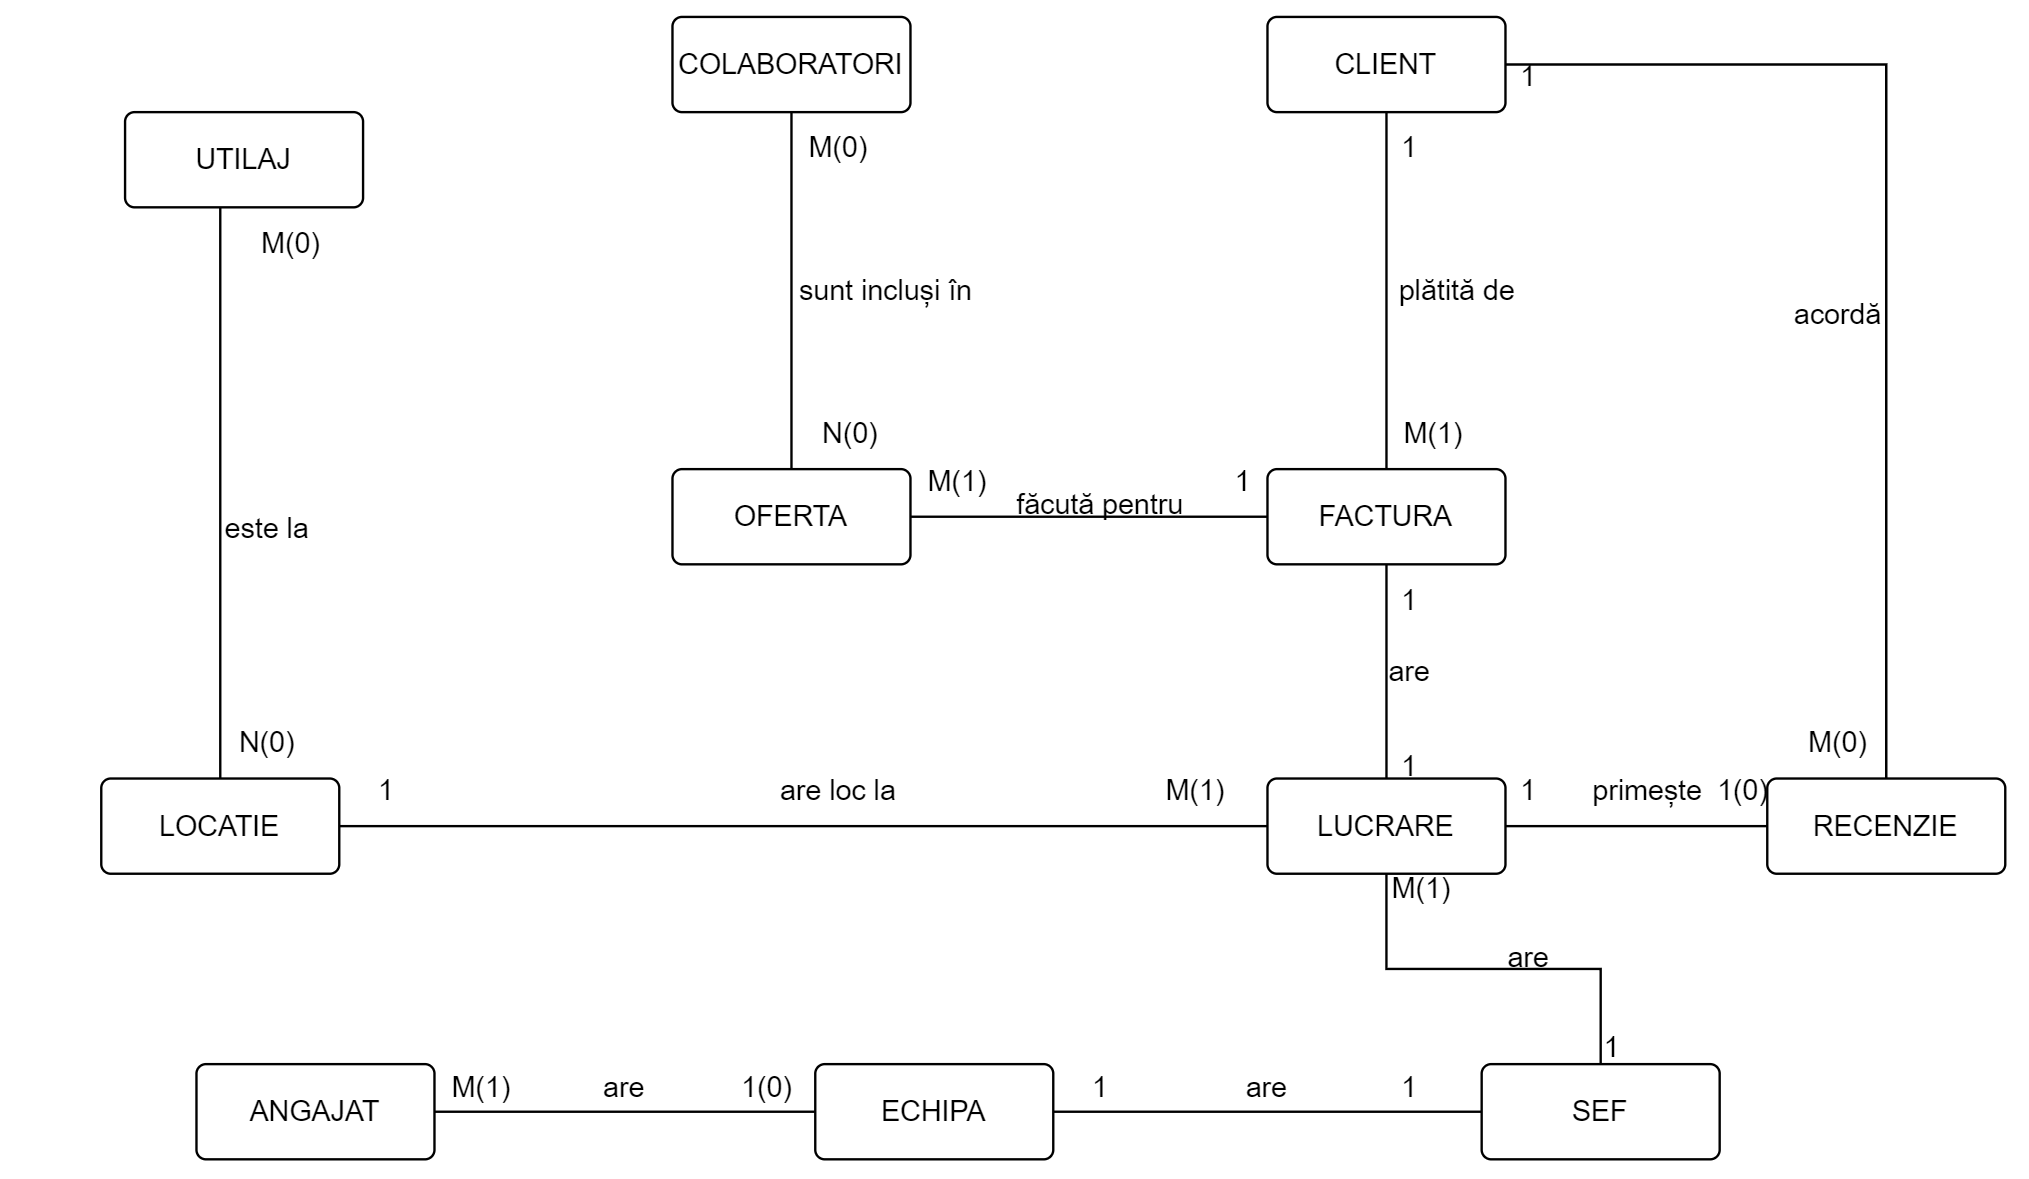 COLABORATORI
CLIENT
1
UTILAJ
M(0)
1
M(0)
sunt incluși în
plătită de
acordă
N(0)
M(1)
M(1)
făcută pentru
1
OFERTA
FACTURA
este la
1
are
N(0)
M(0)
1
1
are loc la
M(1)
1
primește
1(0)
LOCATIE
LUCRARE
RECENZIE
M(1)
are
1
M(1)
are
1(0)
1
are
1
ANGAJAT
ECHIPA
SEF